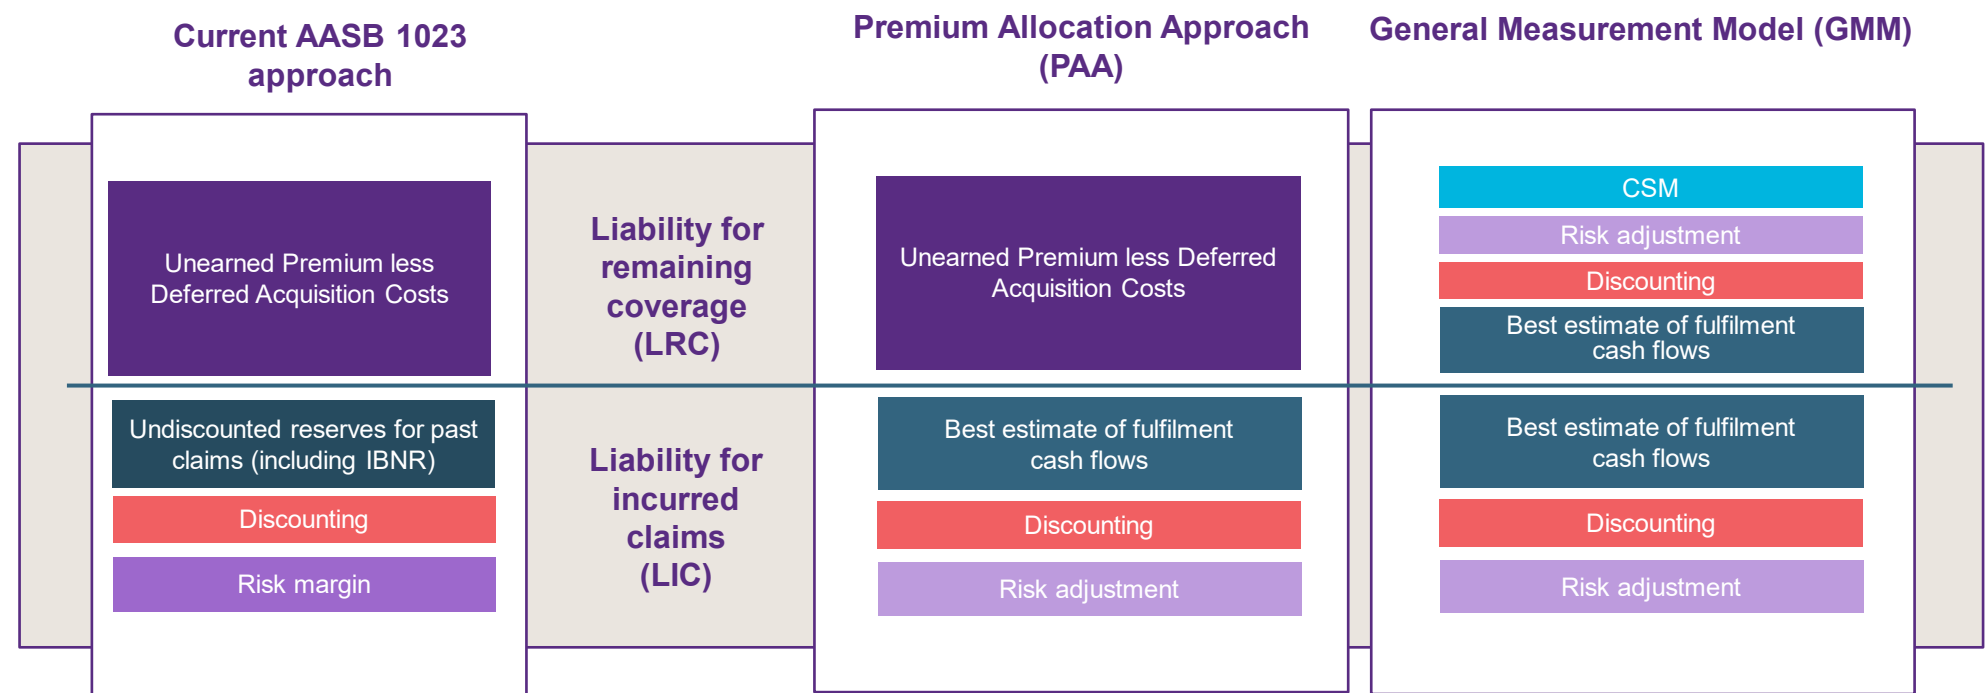 Current AASB 1023
approach
Premium Allocation Approach
(PAA)
General Measurement Model (GMM)
Unearned Premium less
Deferred Acquisition Costs
Undiscounted reserves for past
claims (including IBNR)
Discounting
Risk margin
Liability for
remaining
coverage
(LRC)
Liability for
incurred
claims
(LIC)
Unearned Premium less Deferred
Acquisition Costs
Best estimate of fulfilment
cash flows
Discounting
Risk adjustment
CSM
Risk adjustment
Discounting
Best estimate of fulfilment
cash flows
Best estimate of fulfilment
cash flows
Discounting
Risk adjustment